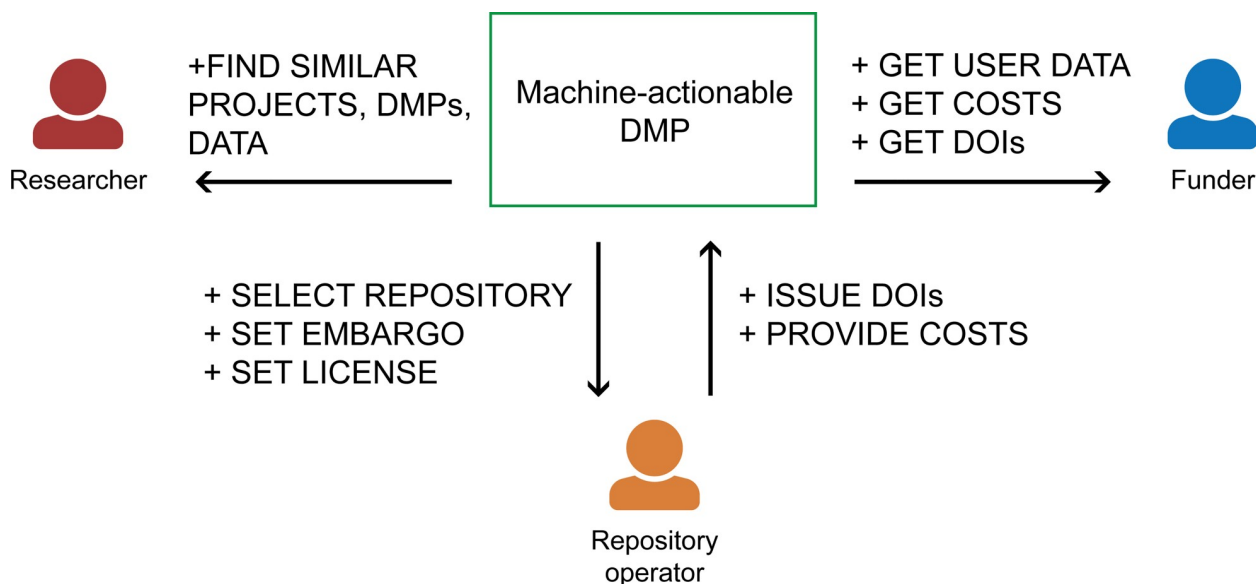 +FIND SIMILAR
PROJECTS, DMPs,
DATA
Researcher
Machine-actionable
DMP
+ GET USER DATA
+ GET COSTS
+ GET DOIs
Funder
+ SELECT REPOSITORY
+ SET EMBARGO
+ SET LICENSE
+ ISSUE DOIs
+ PROVIDE COSTS
Repository
operator